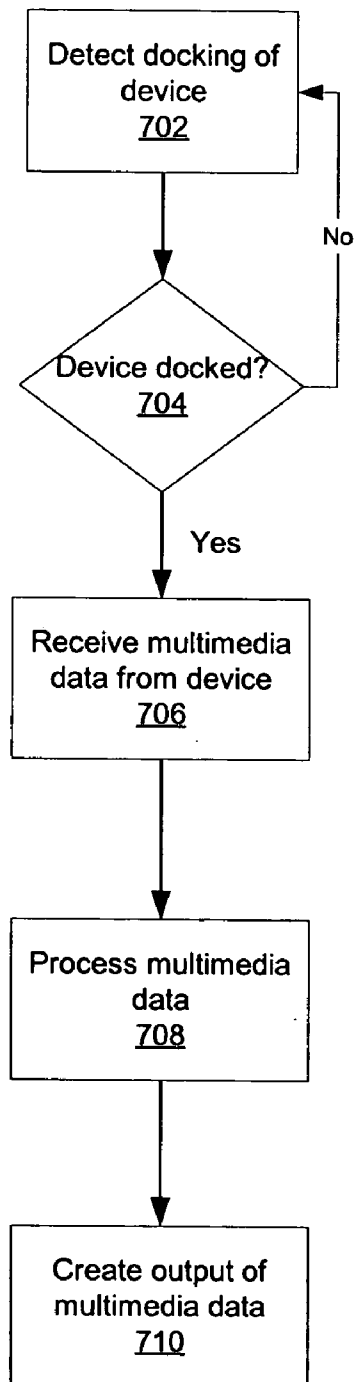 Detect docking of
device
702
No
Device docked?
704
Yes
Receive multimedia
data from device
706
Process multimedia
data
708
Create output of
multimedia data
710